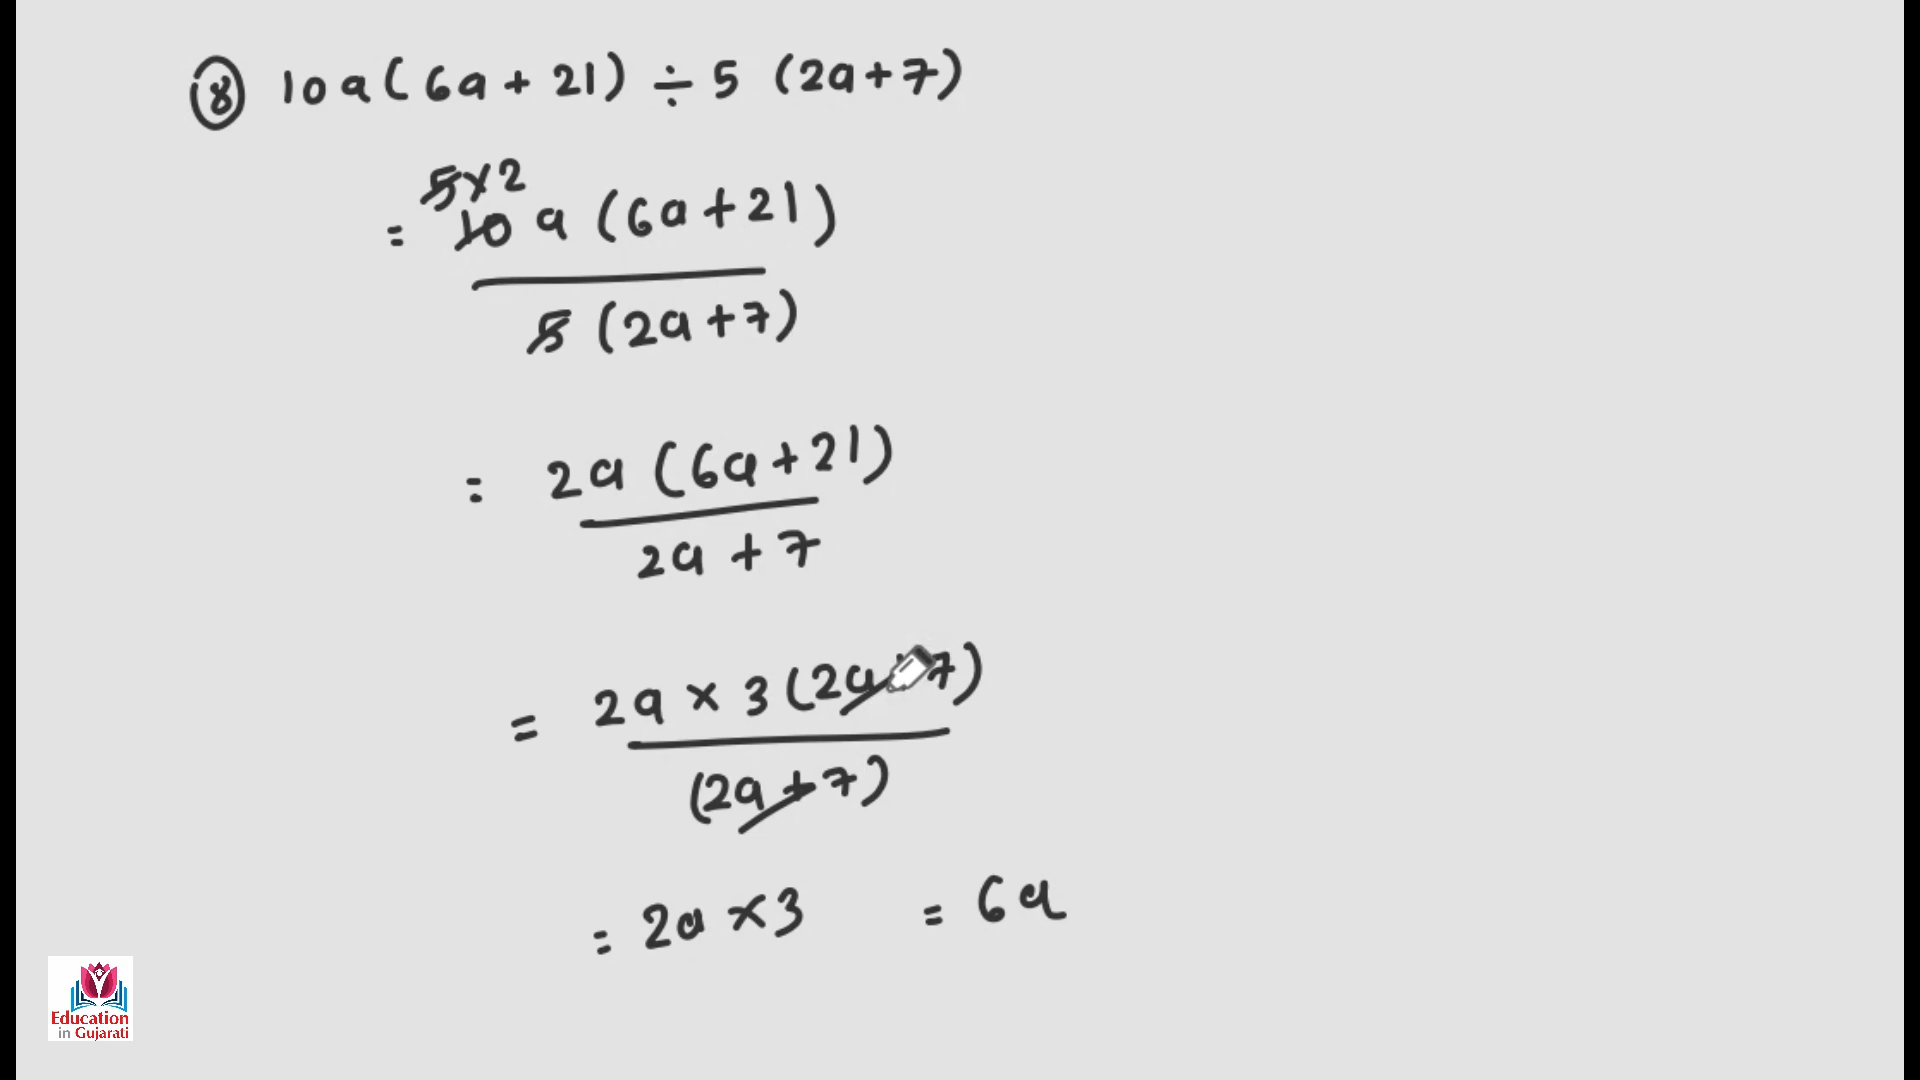 ⑧ 10a(6a+21) ÷ 5 (2a+7)
5×2
= 10 a (6a+21)
5 (2a+7)
= 2a (6a+21)
2a + 7
= 2a × 3 (2a+7)
(2a+7)
= 2a × 3 = 6a
Education
in Gujarati